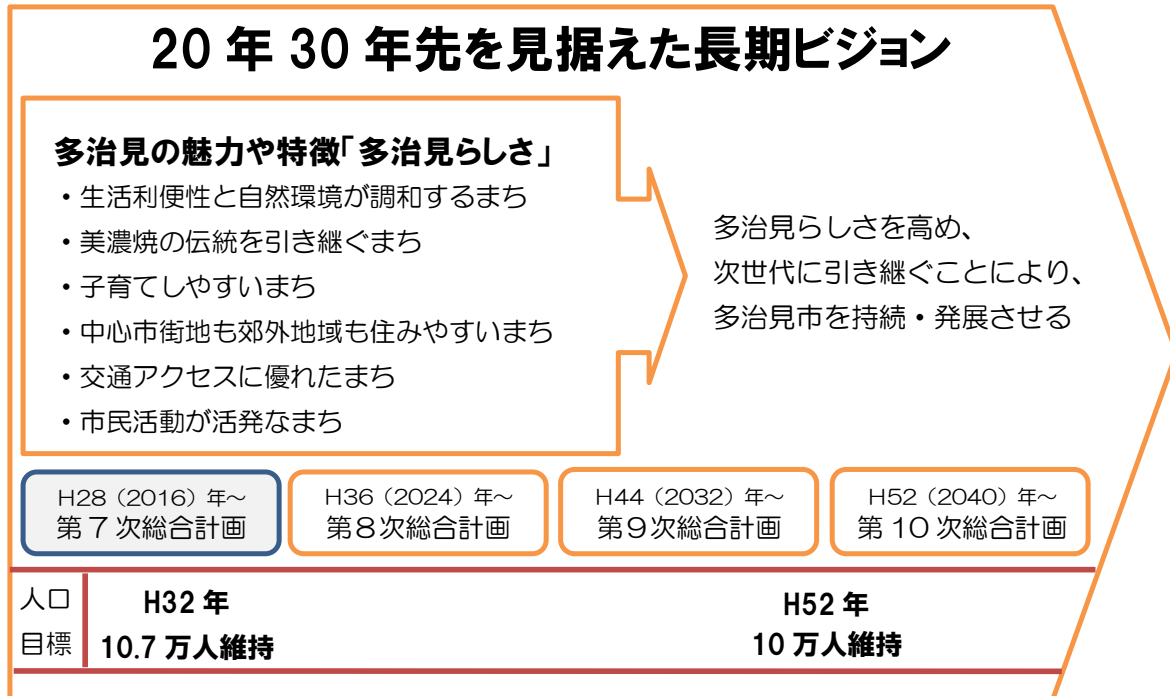 20 年 30 年先を見据えた長期ビジョン
多治見の魅力や特徴「多治見らしさ」
・生活利便性と自然環境が調和するまち
・美濃焼の伝統を引き継ぐまち
・子育てしやすいまち
・中心市街地も郊外地域も住みやすいまち
・交通アクセスに優れたまち
・市民活動が活発なまち
多治見らしさを高め、
次世代に引き継ぐことにより、
多治見市を持続・発展させる
H28（2016）年～
第７次総合計画
H36（2024）年～
第８次総合計画
H44（2032）年～
第９次総合計画
H52（2040）年～
第 10 次総合計画
人口
目標
H32 年
10.7 万人維持
H52 年
10 万人維持